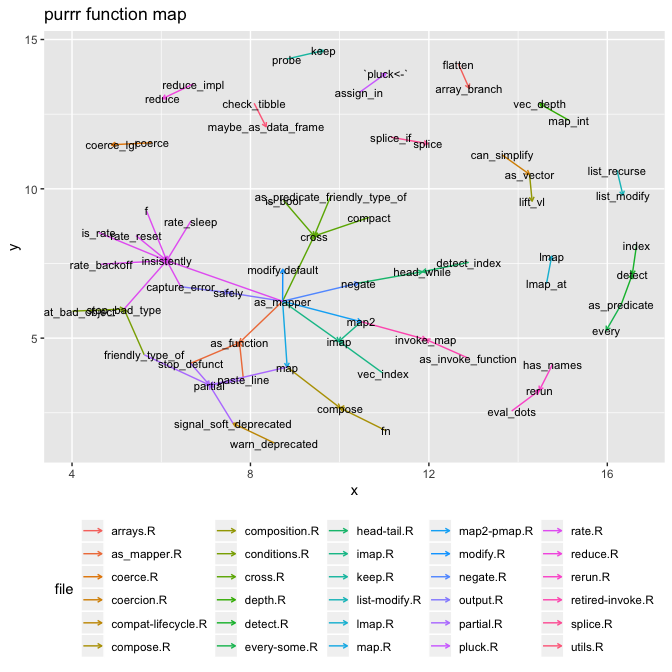 purrr function map
15
10
5
y
keep
probe
flatten
`pluck<-`
reduce_impl
assign_in
array_branch
reduce
check_tibble
vec_depth
maybe_as_data_frame
map_int
splice_if
splice
coerce_lgl
coerce
can_simplify
as_vector
list_recurse
lift_vl
list_modify
as_predicate_friendly_type_of
is_bool
f
rate_sleep
compact
is_rate
rate_reset
cross
index
insistently
rate_backoff
modify.default
detect_index
head_while
lmap
detect
capture_error
safely
negate
lmap_at
as_mapper
as_predicate
at_bad_object
stop_bad_type
map2
every
as_function
imap
invoke_map
friendly_type_of
stop_defunct
map
as_invoke_function
has_names
partial
paste_line
vec_index
rerun
signal_soft_deprecated
compose
eval_dots
warn_deprecated
fn
4
8
12
16
x
file
arrays.R
as_mapper.R
coerce.R
coercion.R
compat-lifecycle.R
compose.R
composition.R
conditions.R
cross.R
depth.R
detect.R
every-some.R
head-tail.R
imap.R
keep.R
list-modify.R
lmap.R
map.R
map2-pmap.R
modify.R
negate.R
output.R
partial.R
pluck.R
rate.R
reduce.R
rerun.R
retired-invoke.R
splice.R
utils.R